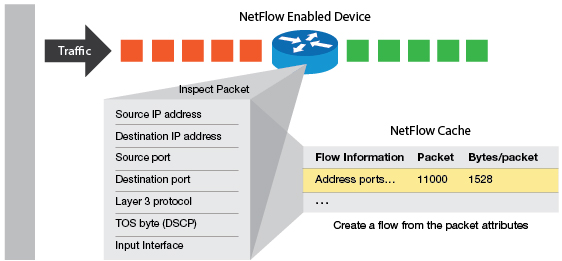 NetFlow Enabled Device
Traffic
Inspect Packet
Source IP address
Destination IP address
Source port
Destination port
Layer 3 protocol
TOS byte (DSCP)
Input Interface
NetFlow Cache
Flow Information Packet Bytes/packet
Address ports... 11000 1528
...
Create a flow from the packet attributes